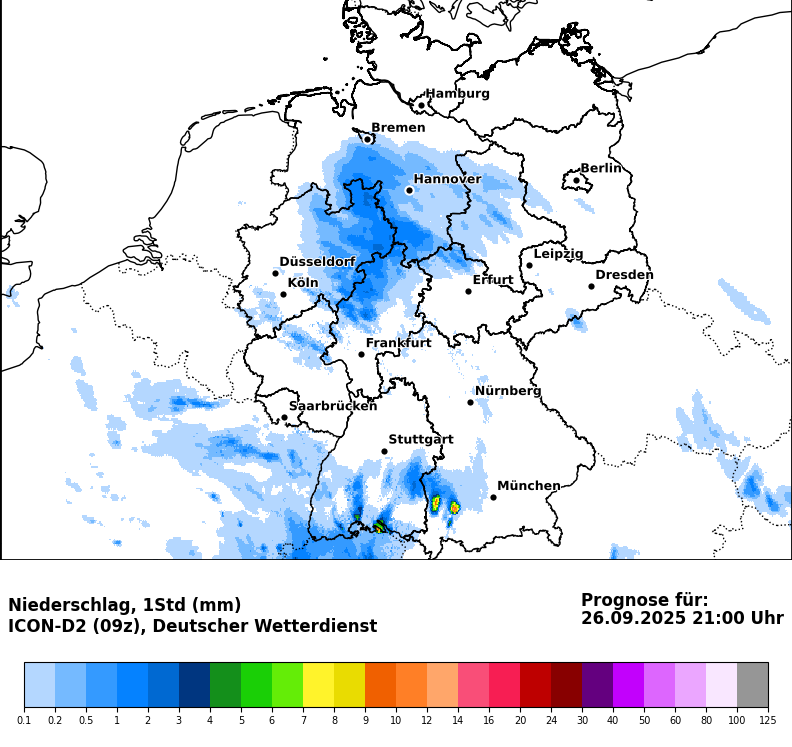 Hamburg
Bremen
Berlin
Hannover
Leipzig
Düsseldorf
Dresden
Köln
Erfurt
Frankfurt
Nürnberg
Saarbrücken
Stuttgart
München
Niederschlag, 1Std (mm)
ICON-D2 (09z), Deutscher Wetterdienst
Prognose für:
26.09.2025 21:00 Uhr
0.1 0.2 0.5 1 2 3 4 5 6 7 8 9 10 12 14 16 20 24 30 40 50 60 80 100 125